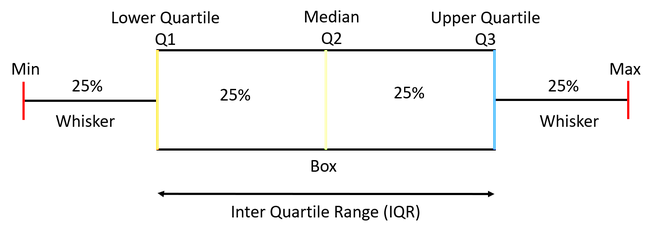 Lower Quartile
Q1
Median
Q2
Upper Quartile
Q3
Min
25%
Whisker
25%
25%
Max
25%
Whisker
Box
Inter Quartile Range (IQR)